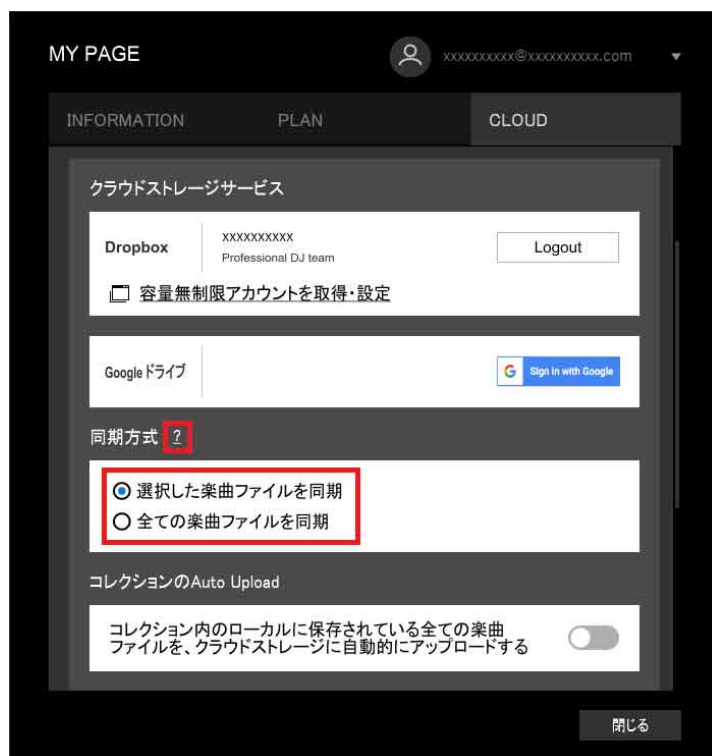 MY PAGE
xxxxxxxxxx@xxxxxxxxxx.com
INFORMATION
PLAN
CLOUD
クラウドストレージサービス
Dropbox
xxxxxxxxxx
Professional DJ team
Logout
容量無制限アカウントを取得・設定
Googleドライブ
G Sign in with Google
同期方式 ?
選択した楽曲ファイルを同期
全ての楽曲ファイルを同期
コレクションのAuto Upload
コレクション内のローカルに保存されている全ての楽曲
ファイルを、クラウドストレージに自動的にアップロードする
閉じる